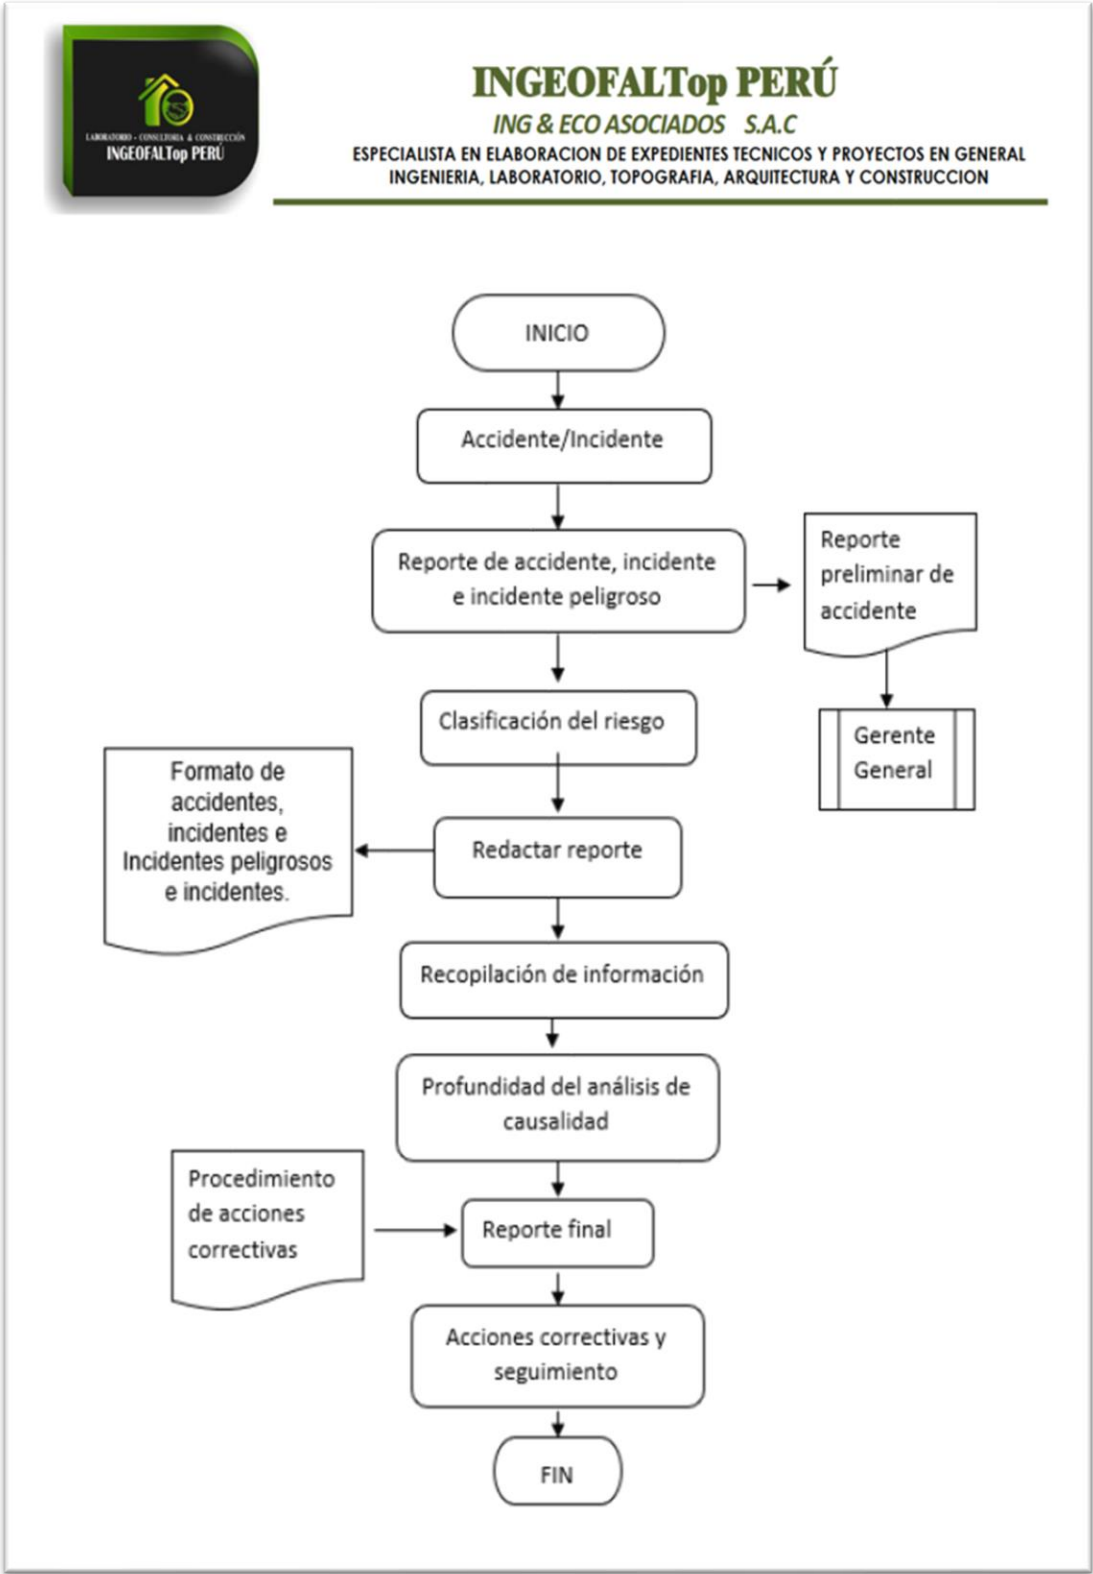 LABORATORIO - CONSULTORIA & CONSTRUCCIÓN
INGEOFALTop PERÚ
INGEOFALTop PERÚ
ING & ECO ASOCIADOS S.A.C
ESPECIALISTA EN ELABORACION DE EXPEDIENTES TECNICOS Y PROYECTOS EN GENERAL
INGENIERIA, LABORATORIO, TOPOGRAFIA, ARQUITECTURA Y CONSTRUCCION
INICIO
Accidente/Incidente
Reporte de accidente, incidente
e incidente peligroso
Reporte
preliminar de
accidente
Gerente
General
Clasificación del riesgo
Formato de
accidentes,
incidentes e
Incidentes peligrosos
e incidentes.
Redactar reporte
Recopilación de información
Profundidad del análisis de
causalidad
Procedimiento
de acciones
correctivas
Reporte final
Acciones correctivas y
seguimiento
FIN